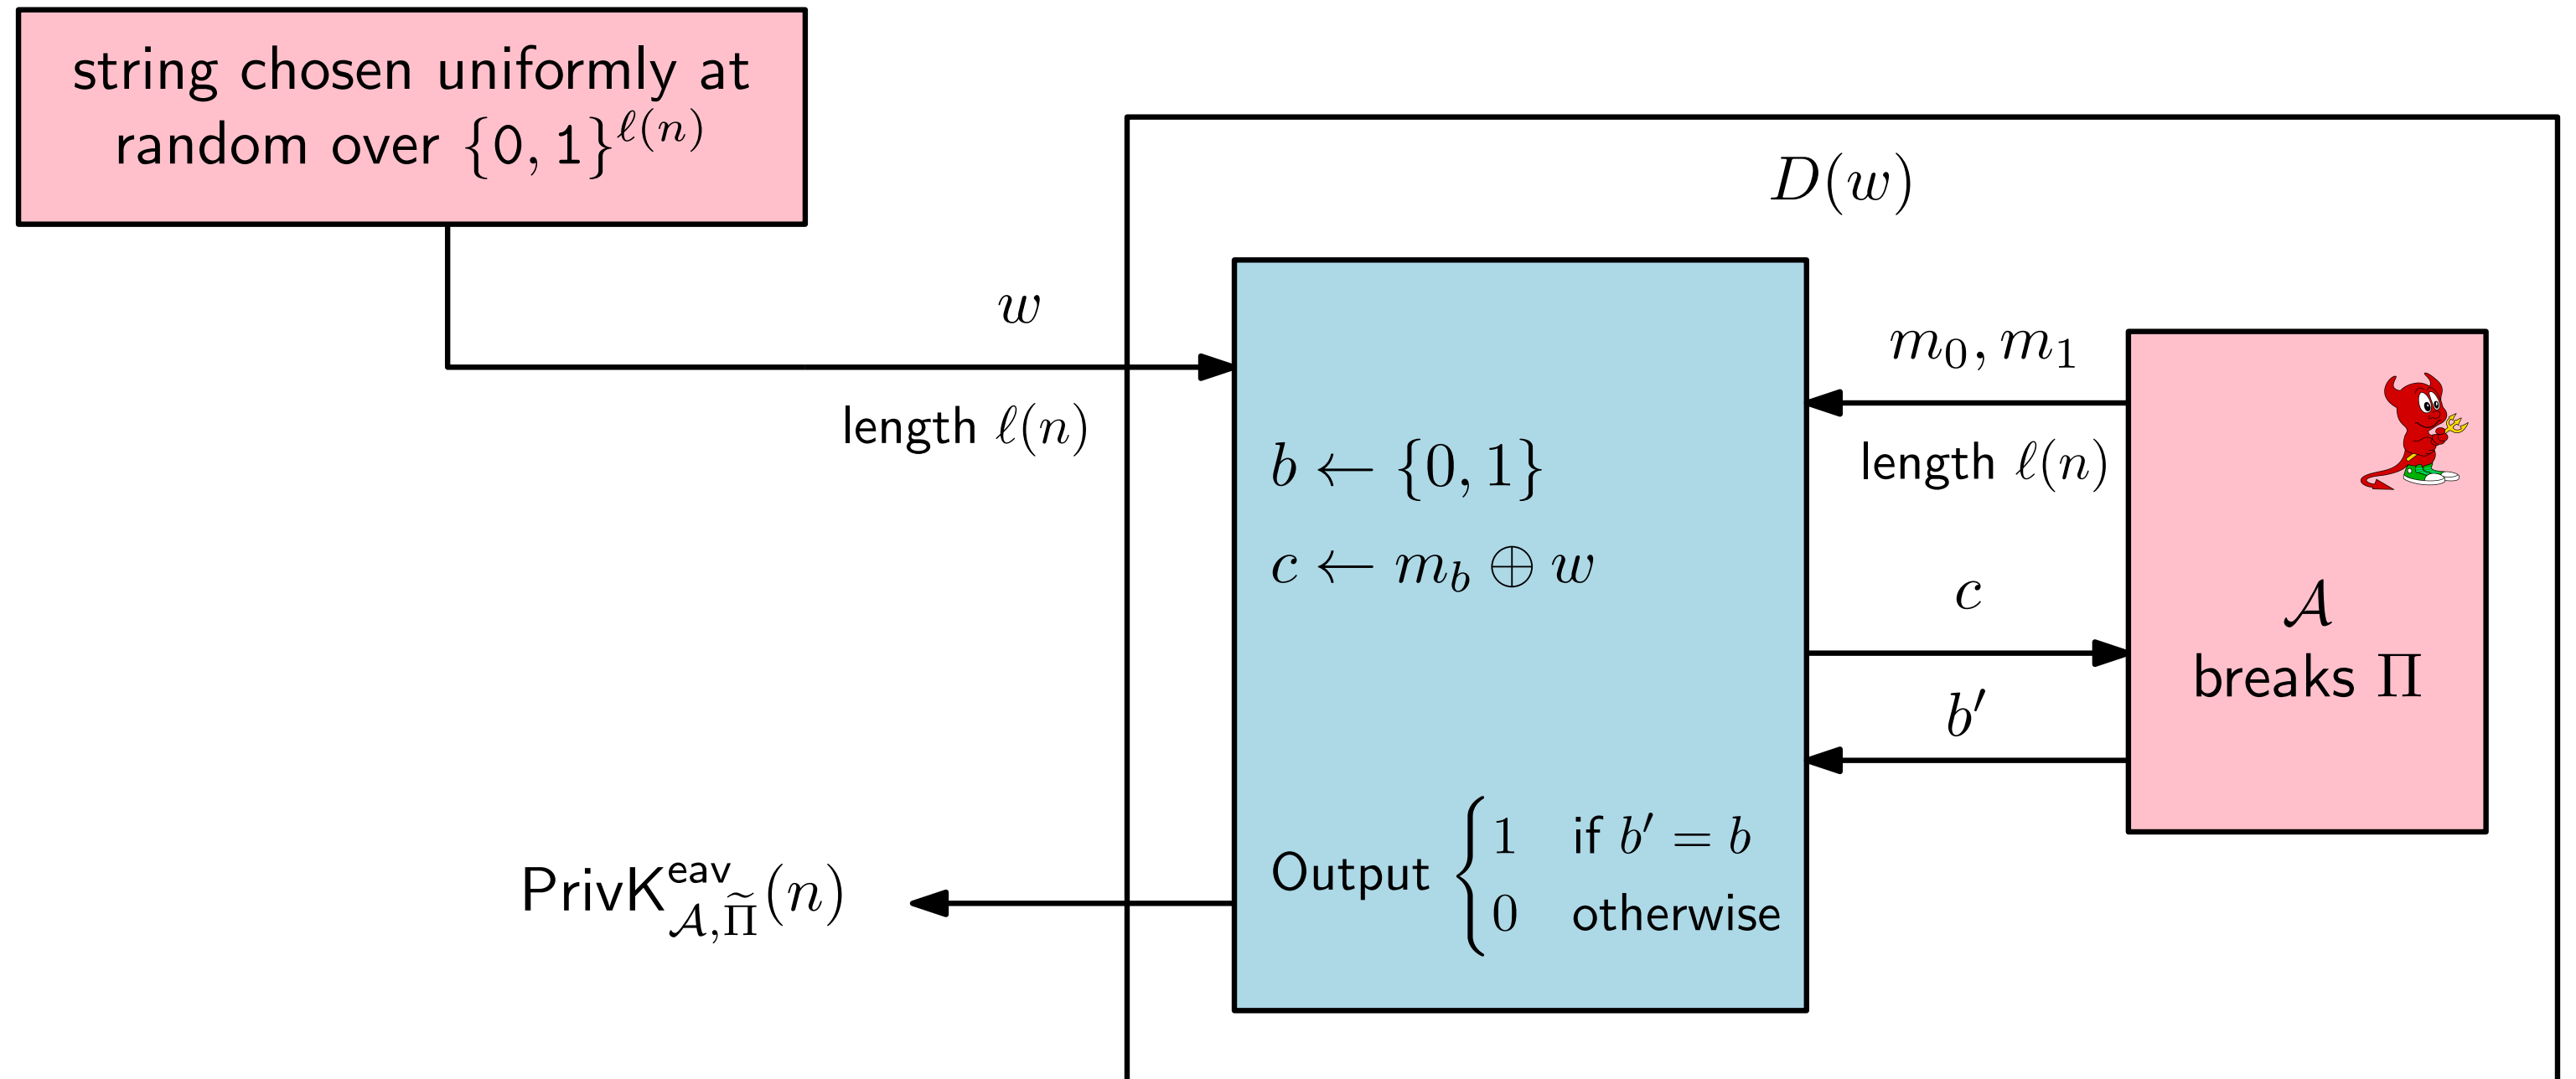 string chosen uniformly at
random over {0, 1}^{ℓ(n)}
D(w)
w
length ℓ(n)
m_0, m_1
length ℓ(n)
b ← {0, 1}
c ← m_b ⊕ w
c
𝒜
breaks Π
b′
Output { 1 if b′ = b
0 otherwise
PrivK^{eav}_{𝒜,Π̃}(n)